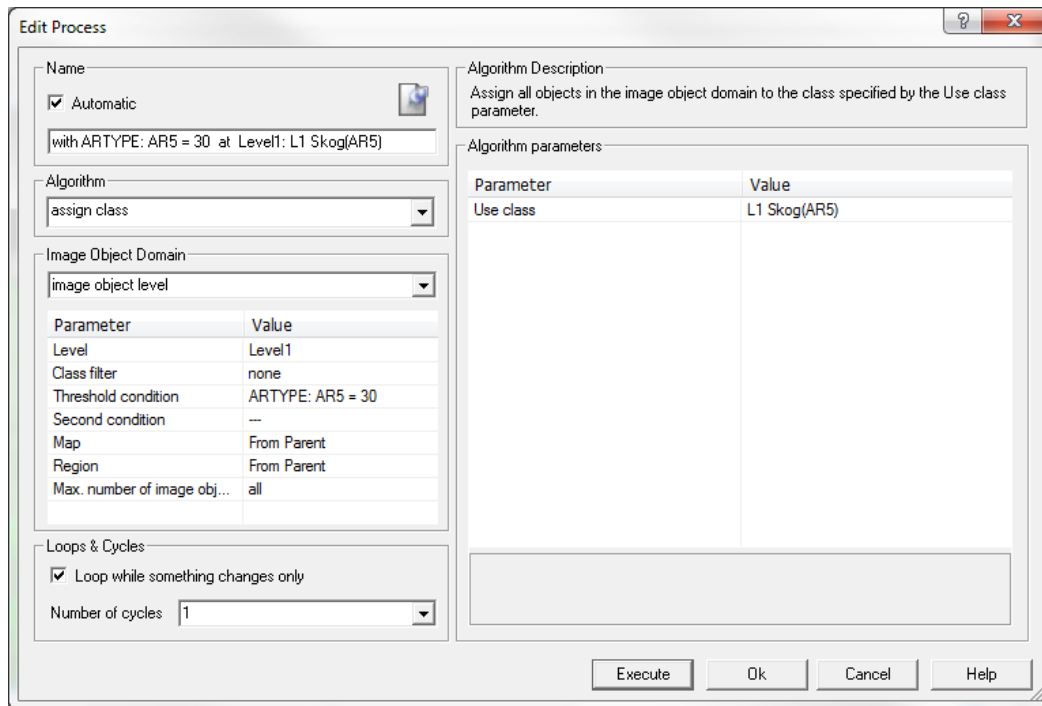 Edit Process
Name
Automatic
with ARTYPE: AR5 = 30 at Level1: L1 Skog(AR5)
Algorithm
assign class
Image Object Domain
image object level
Parameter Value
Level Level1
Class filter none
Threshold condition ARTYPE: AR5 = 30
Second condition ---
Map From Parent
Region From Parent
Max. number of image obj... all
Loops & Cycles
Loop while something changes only
Number of cycles 1
Algorithm Description
Assign all objects in the image object domain to the class specified by the Use class
parameter.
Algorithm parameters
Parameter Value
Use class L1 Skog(AR5)
Execute Ok Cancel Help